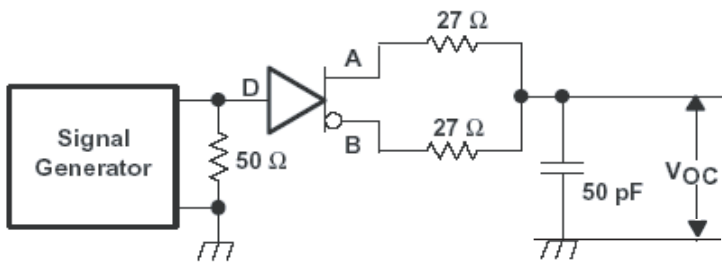 27 Ω
A
D
Signal
Generator
50 Ω
B
27 Ω
50 pF
VOC